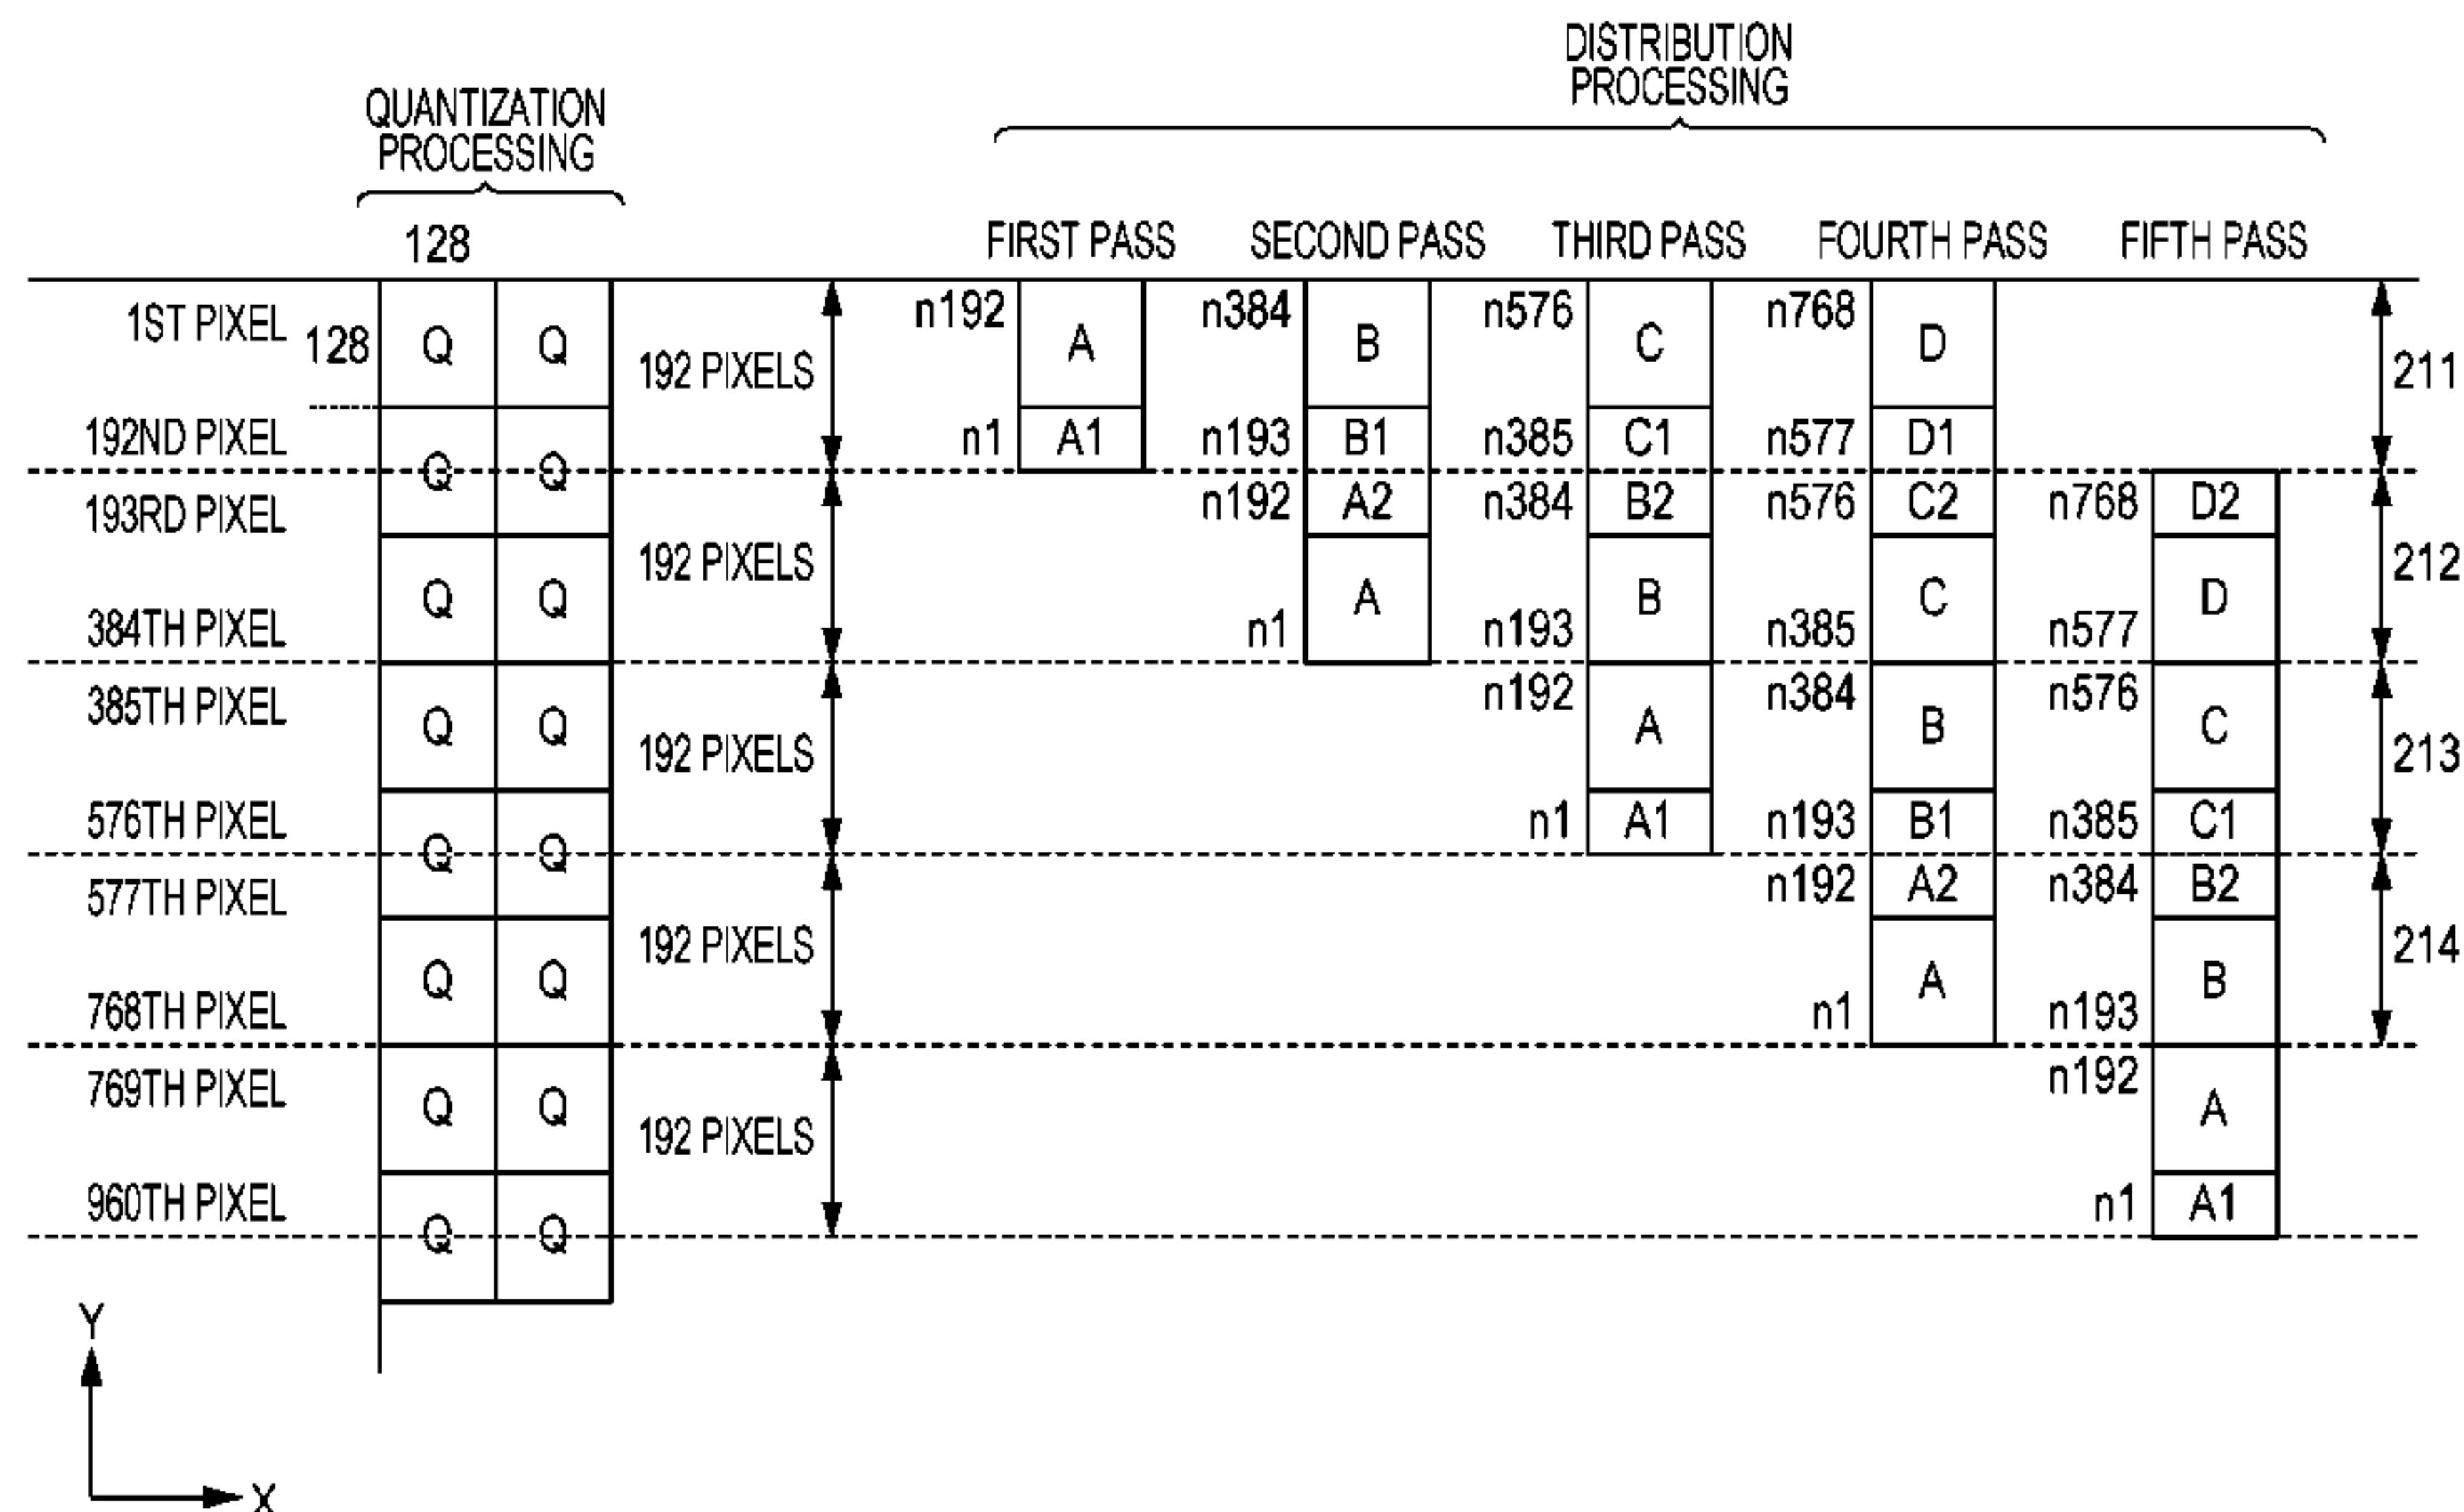 DISTRIBUTION
PROCESSING
QUANTIZATION
PROCESSING
128
FIRST PASS SECOND PASS THIRD PASS FOURTH PASS FIFTH PASS
1ST PIXEL 128 Q Q 192 PIXELS n192 A n384 B n576 C n768 D 211
192ND PIXEL n1 A1 n193 B1 n385 C1 n577 D1
Q Q
193RD PIXEL n192 A2 n384 B2 n576 C2 n768 D2
Q Q 192 PIXELS A B C D 212
384TH PIXEL n1 n193 n385 n577
385TH PIXEL Q Q 192 PIXELS n192 A n384 B n576 C 213
576TH PIXEL n1 A1 n193 B1 n385 C1
Q Q
577TH PIXEL n192 A2 n384 B2
Q Q 192 PIXELS A B 214
768TH PIXEL n1 n193
769TH PIXEL Q Q 192 PIXELS n192 A
960TH PIXEL n1 A1
Q Q
Y
X